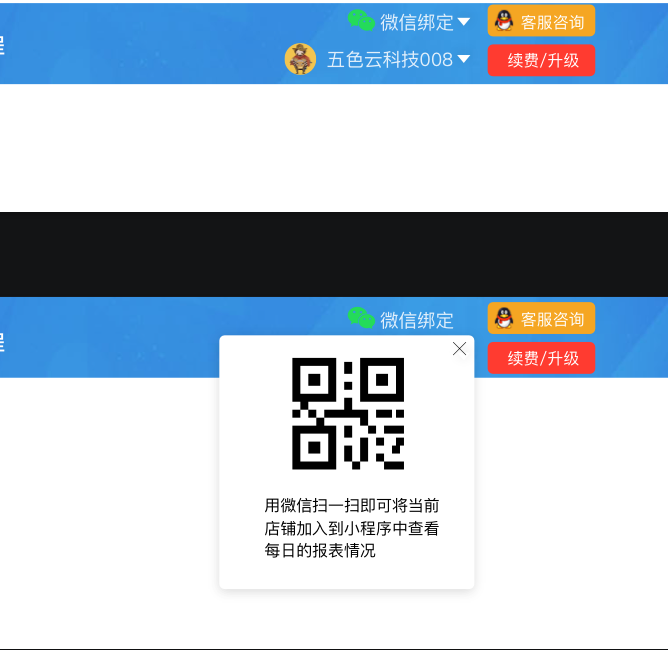 微信绑定
客服咨询
五色云科技008
续费/升级
微信绑定
客服咨询
续费/升级
用微信扫一扫即可将当前
店铺加入到小程序中查看
每日的报表情况